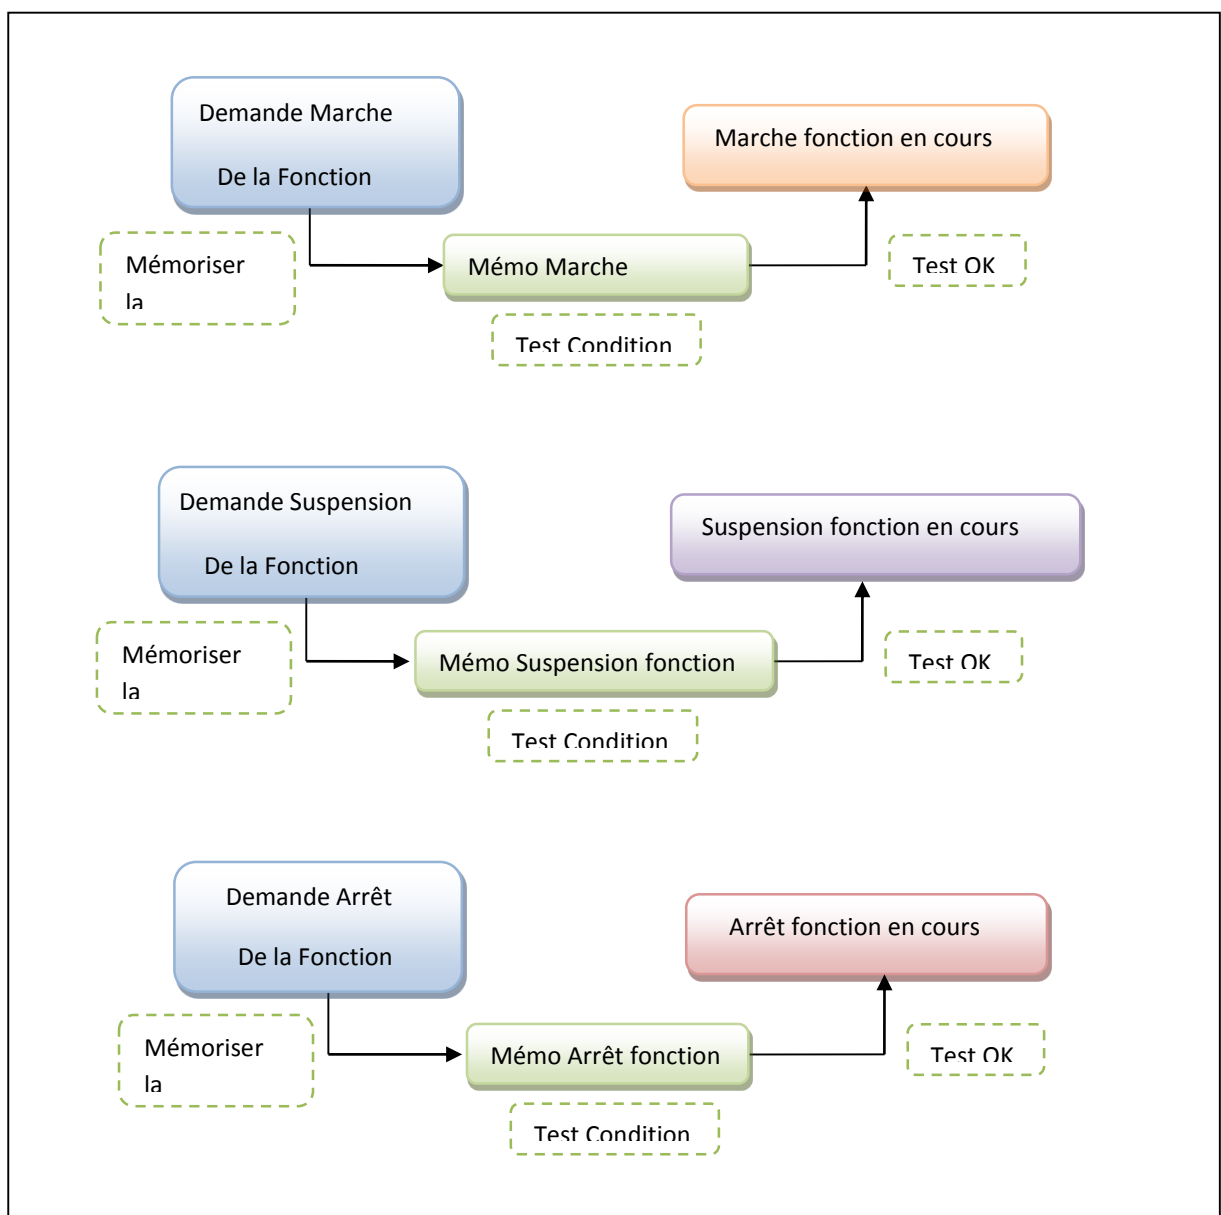 Demande Marche
De la Fonction
Marche fonction en cours
Mémoriser
la
Mémo Marche
Test OK
Test Condition
Demande Suspension
De la Fonction
Suspension fonction en cours
Mémoriser
la
Mémo Suspension fonction
Test OK
Test Condition
Demande Arrêt
De la Fonction
Arrêt fonction en cours
Mémoriser
la
Mémo Arrêt fonction
Test OK
Test Condition